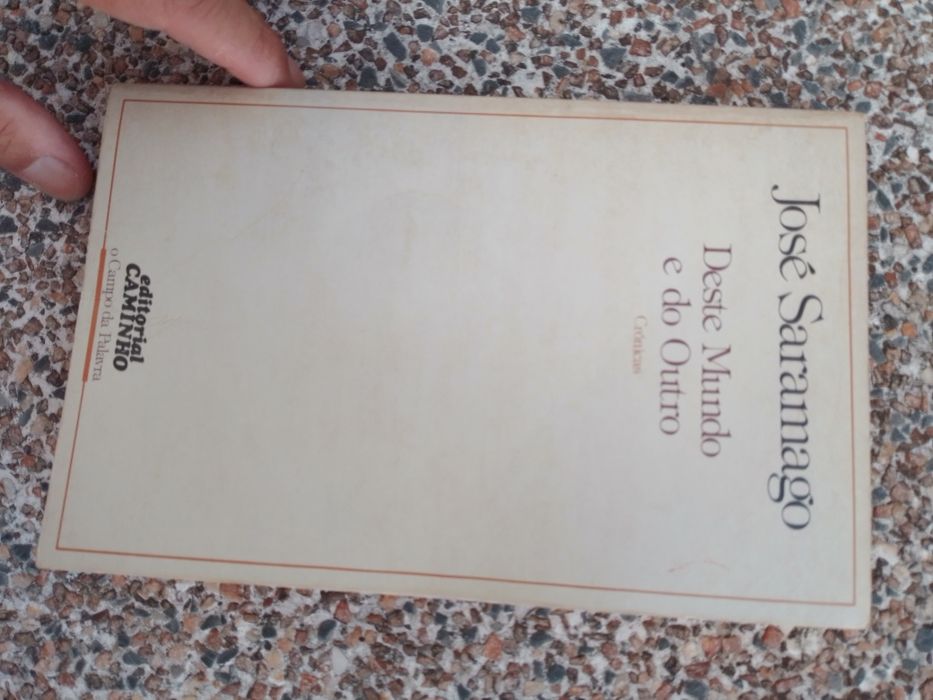 José Saramago
Deste Mundo
e do Outro
Crónicas
editorial
CAMINHO
o Campo da Palavra